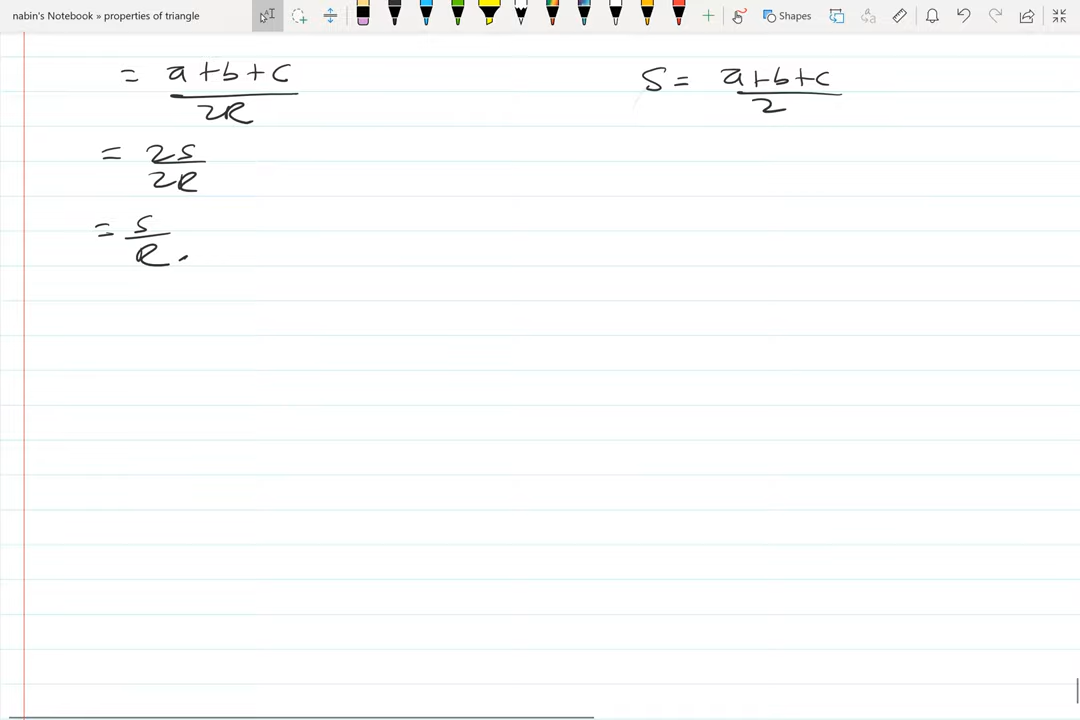 nabin's Notebook » properties of triangle
Shapes
= a+b+c / 2R
S = a+b+c / 2
= 2s / 2R
= s / R.